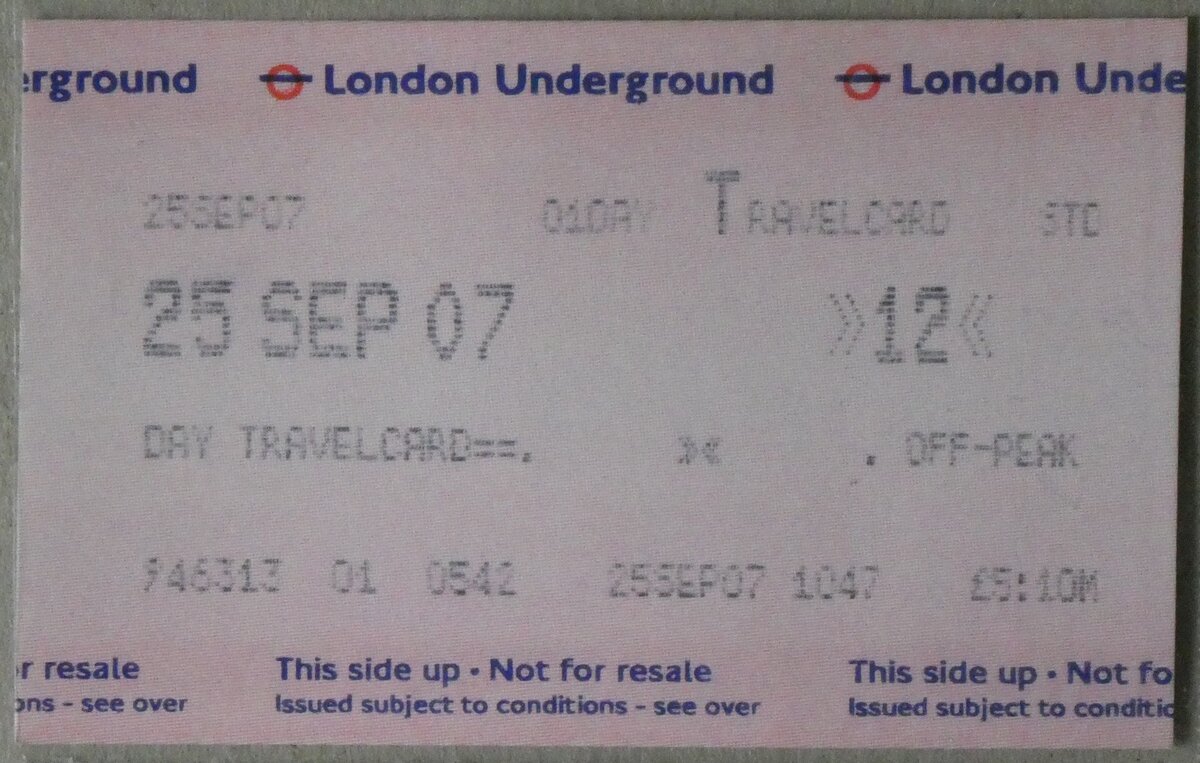 erground London Underground London Unde
25SEP07 01DAY TRAVELCARD STD
25 SEP 07 »12«
DAY TRAVELCARD==. »« . OFF-PEAK
946313 01 0542 25SEP07 1047 £5:10M
r resale This side up · Not for resale This side up · Not fo
ons - see over Issued subject to conditions - see over Issued subject to conditic